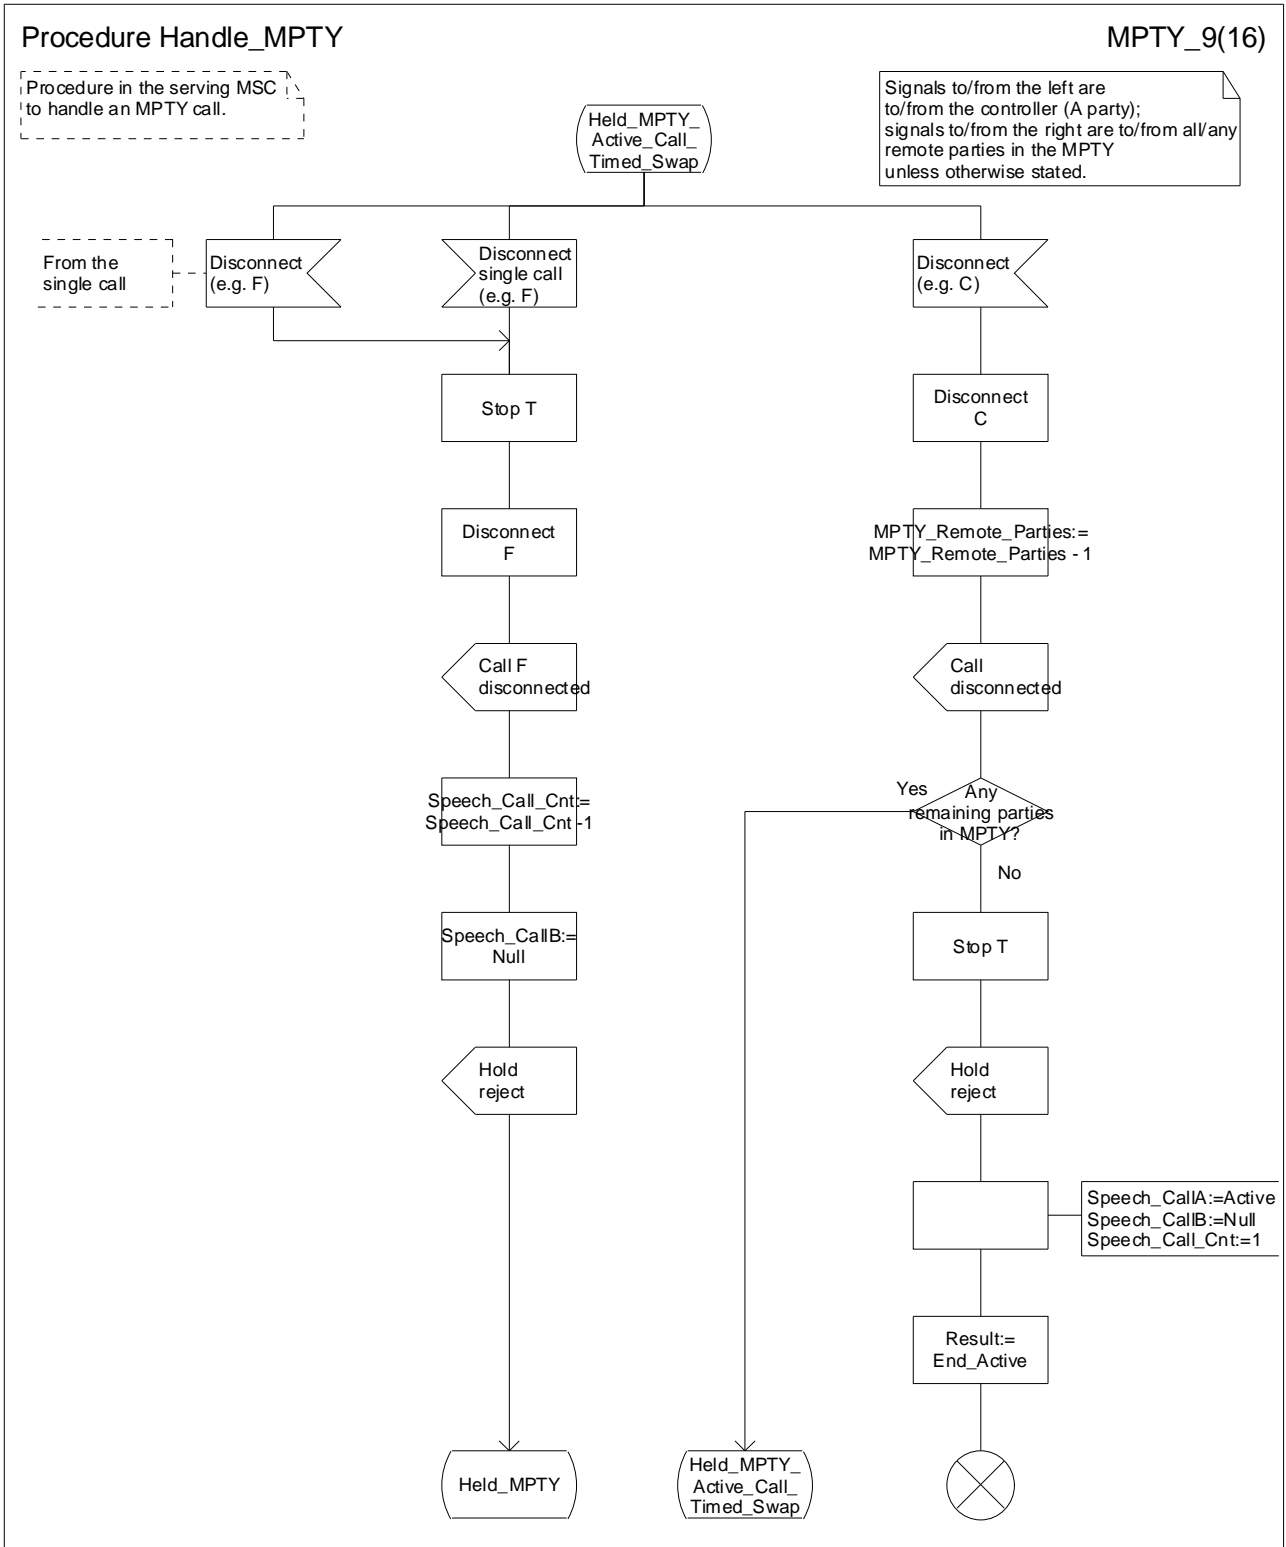 Procedure Handle_MPTY
MPTY_9(16)
Procedure in the serving MSC
to handle an MPTY call.
Held_MPTY_
Active_Call_
Timed_Swap
Signals to/from the left are
to/from the controller (A party);
signals to/from the right are to/from all/any
remote parties in the MPTY
unless otherwise stated.
From the
single call
Disconnect
(e.g. F)
Disconnect
single call
(e.g. F)
Disconnect
(e.g. C)
Stop T
Disconnect
C
Disconnect
F
MPTY_Remote_Parties:=
MPTY_Remote_Parties - 1
Call F
disconnected
Call
disconnected
Speech_Call_Cnt:=
Speech_Call_Cnt -1
Yes
Any
remaining parties
in MPTY?
No
Speech_CallB:=
Null
Stop T
Hold
reject
Hold
reject
Speech_CallA:=Active
Speech_CallB:=Null
Speech_Call_Cnt:=1
Result:=
End_Active
Held_MPTY
Held_MPTY_
Active_Call_
Timed_Swap